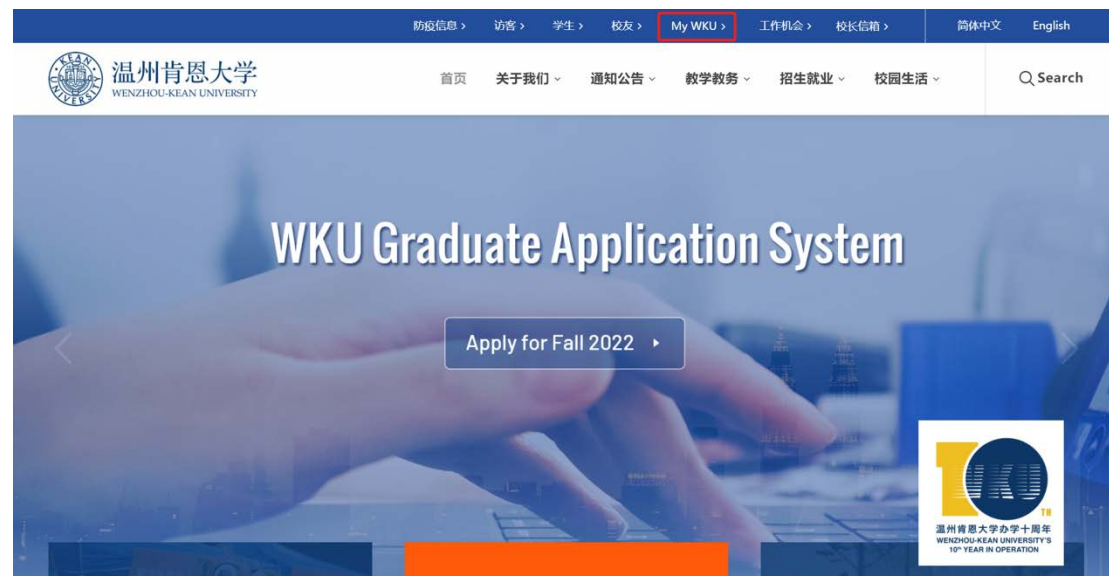 防疫信息 › 访客 › 学生 › 校友 › My WKU › 工作机会 › 校长信箱 › 简体中文 English
温州肯恩大学
WENZHOU-KEAN UNIVERSITY
首页 关于我们 通知公告 教学教务 招生就业 校园生活 Search
WKU Graduate Application System
Apply for Fall 2022
10
WKU
TH
温州肯恩大学办学十周年
WENZHOU-KEAN UNIVERSITY'S
10th YEAR IN OPERATION